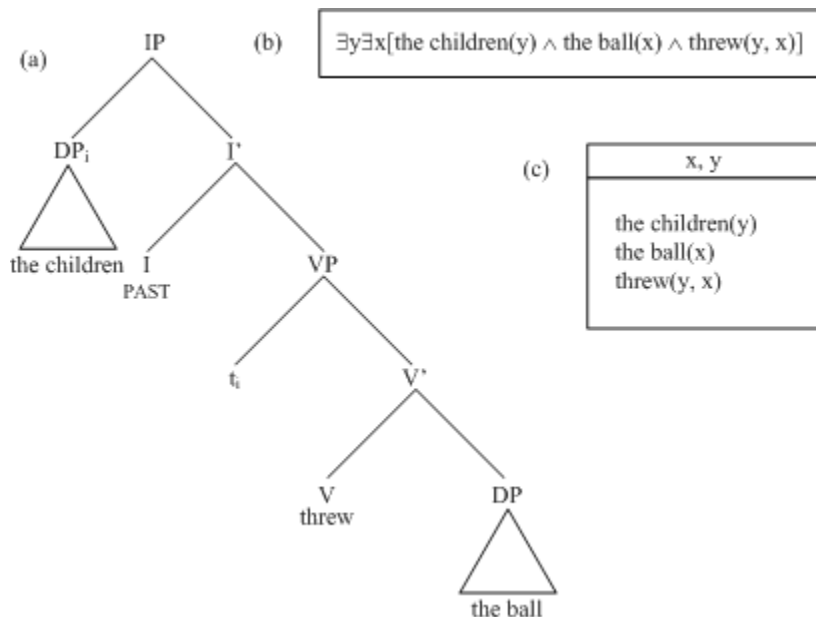 (a)
IP
(b)
∃y∃x[the children(y) ∧ the ball(x) ∧ threw(y, x)]
DPᵢ
I'
(c)
x, y
the children(y)
the ball(x)
threw(y, x)
the children
I
PAST
VP
tᵢ
V'
V
threw
DP
the ball